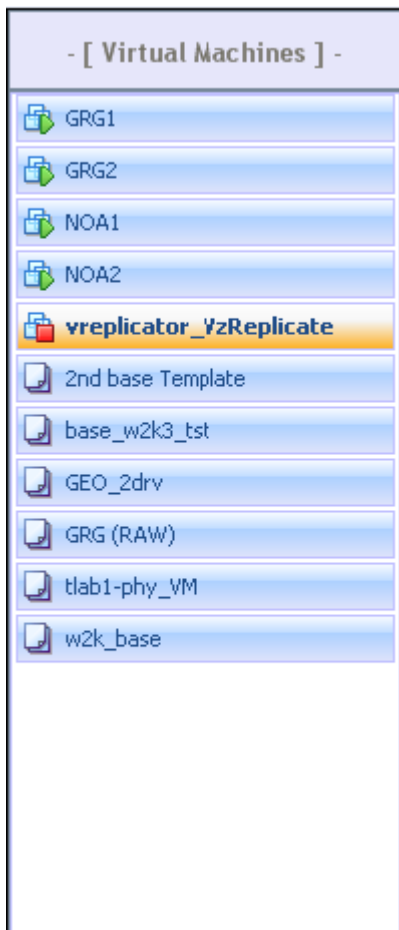 - [ Virtual Machines ] -
GRG1
GRG2
NOA1
NOA2
vreplicator_VzReplicate
2nd base Template
base_w2k3_tst
GEO_2drv
GRG (RAW)
tlab1-phy_VM
w2k_base